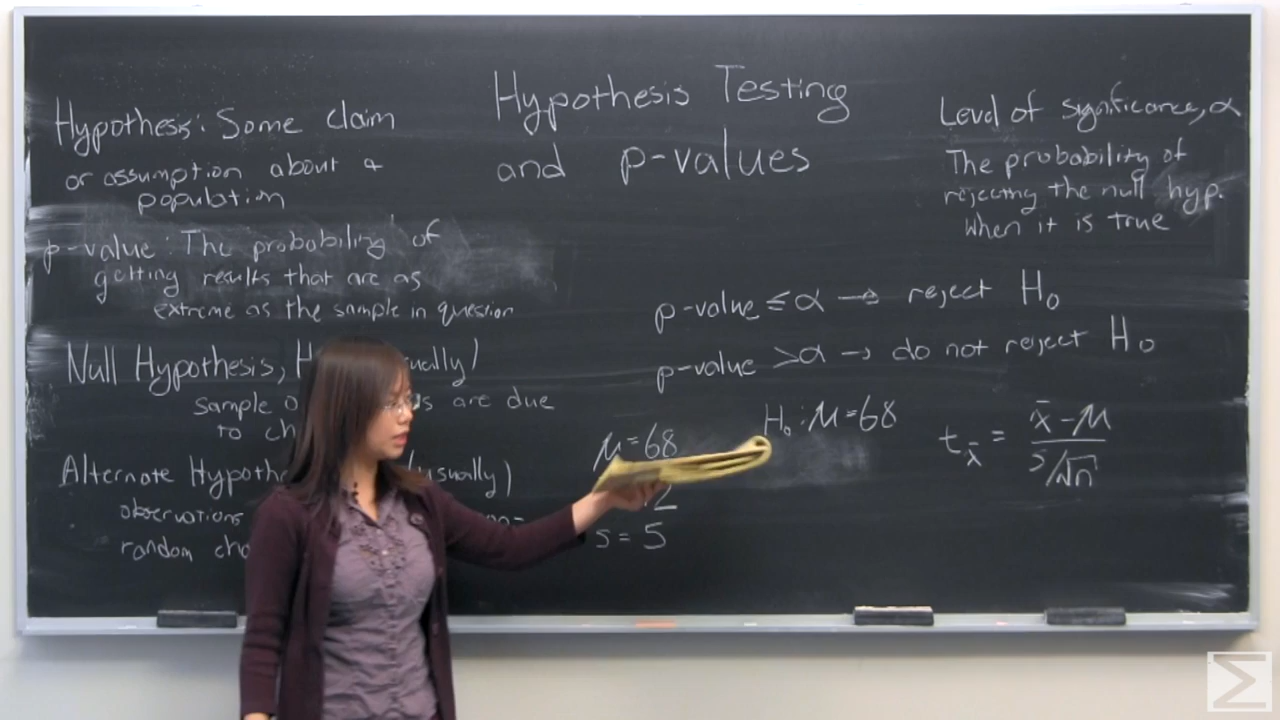 Hypothesis Testing
and p-values
Hypothesis: Some claim
or assumption about a
population
p-value: The probability of
getting results that are as
extreme as the sample in question
Null Hypothesis, H
Sample are due
to
Alternate (usually)
observations
random
μ=68
2
s = 5
Level of significance, α
The probability of
rejecting the null hyp.
when it is true
p-value ≤ α → reject H₀
p-value > α → do not reject H₀
H₀: μ=68
t_x̄ = (x̄ - μ) / (s/√n)
Σ